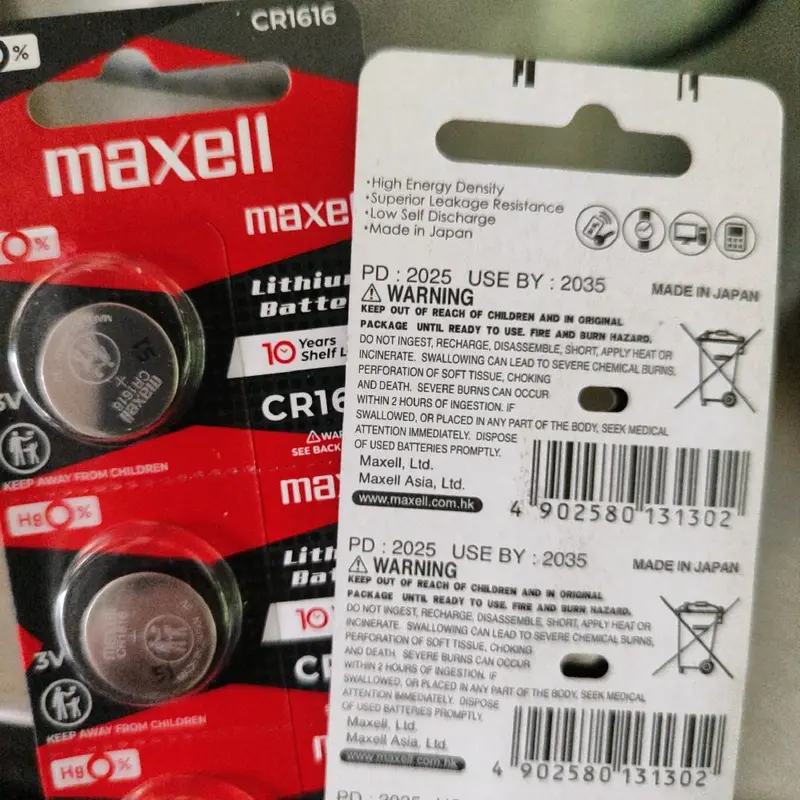 CR1616
%
maxell
maxe
%
Lithiu
Batte
10 Years
Shelf L
CR16
3V
KEEP AWAY FROM CHILDREN
SEE BACK
maxell
CR1616
Hg0%
max
Lith
Bat
10
3V
KEEP AWAY FROM CHILDREN
Hg0%
•High Energy Density
•Superior Leakage Resistance
•Low Self Discharge
•Made in Japan
PD : 2025 USE BY : 2035
MADE IN JAPAN
⚠ WARNING
KEEP OUT OF REACH OF CHILDREN AND IN ORIGINAL
PACKAGE UNTIL READY TO USE. FIRE AND BURN HAZARD.
DO NOT INGEST, RECHARGE, DISASSEMBLE, SHORT, APPLY HEAT OR
INCINERATE. SWALLOWING CAN LEAD TO SEVERE CHEMICAL BURNS,
PERFORATION OF SOFT TISSUE, CHOKING
AND DEATH. SEVERE BURNS CAN OCCUR
WITHIN 2 HOURS OF INGESTION. IF
SWALLOWED, OR PLACED IN ANY PART OF THE BODY, SEEK MEDICAL
ATTENTION IMMEDIATELY. DISPOSE
OF USED BATTERIES PROMPTLY.
Maxell, Ltd.
Maxell Asia, Ltd.
www.maxell.com.hk
4 902580 131302
PD : 2025 USE BY : 2035
MADE IN JAPAN
⚠ WARNING
KEEP OUT OF REACH OF CHILDREN AND IN ORIGINAL
PACKAGE UNTIL READY TO USE. FIRE AND BURN HAZARD.
DO NOT INGEST, RECHARGE, DISASSEMBLE, SHORT, APPLY HEAT OR
INCINERATE. SWALLOWING CAN LEAD TO SEVERE CHEMICAL BURNS,
PERFORATION OF SOFT TISSUE, CHOKING
AND DEATH. SEVERE BURNS CAN OCCUR
WITHIN 2 HOURS OF INGESTION. IF
SWALLOWED, OR PLACED IN ANY PART OF THE BODY, SEEK MEDICAL
ATTENTION IMMEDIATELY. DISPOSE
OF USED BATTERIES PROMPTLY.
Maxell, Ltd.
Maxell Asia, Ltd.
www.maxell.com.hk
4 902580 131302